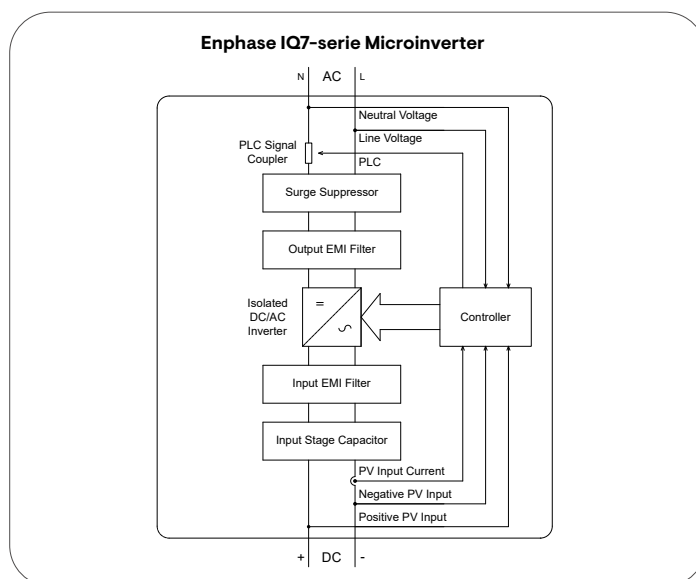 Enphase IQ7-serie Microinverter
N AC L
Neutral Voltage
Line Voltage
PLC Signal
Coupler
PLC
Surge Suppressor
Output EMI Filter
Isolated
DC/AC
Inverter
=
∿
Controller
Input EMI Filter
Input Stage Capacitor
PV Input Current
Negative PV Input
Positive PV Input
+ DC -